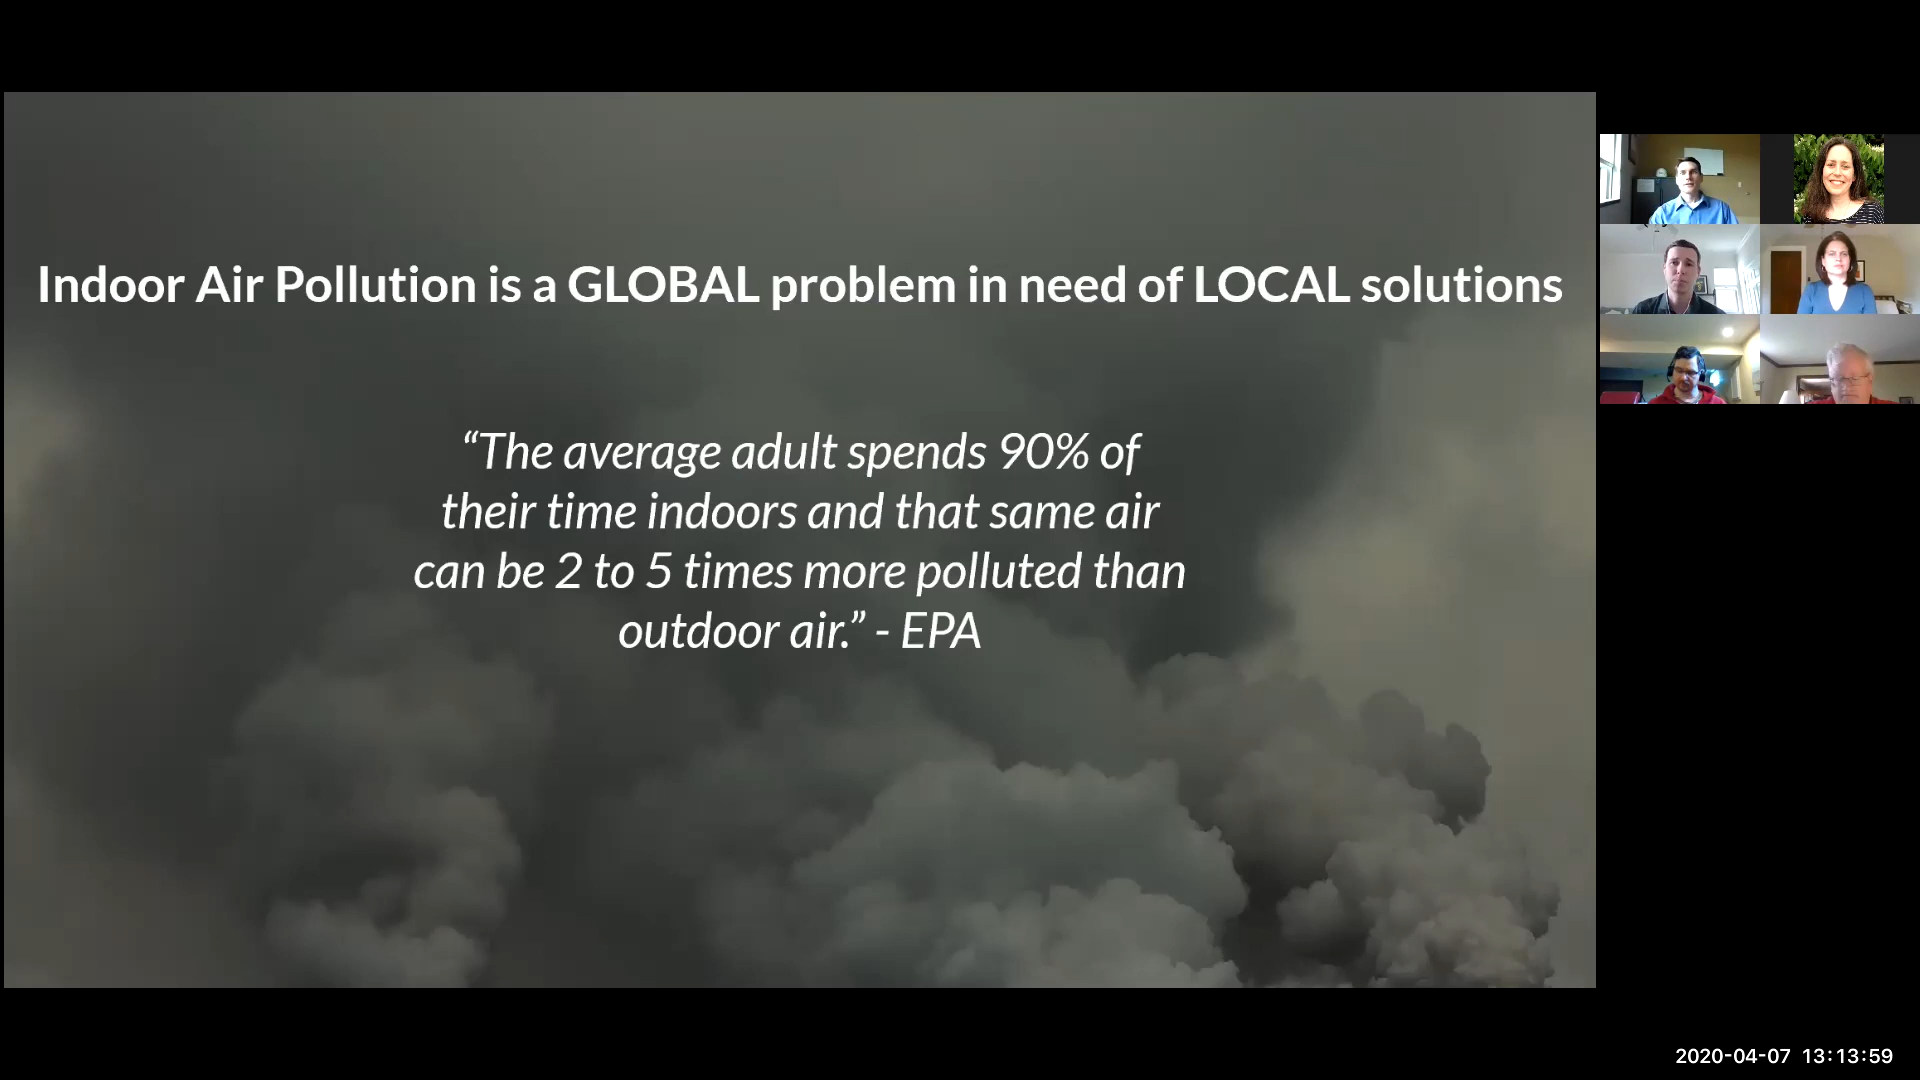 Indoor Air Pollution is a GLOBAL problem in need of LOCAL solutions
“The average adult spends 90% of
their time indoors and that same air
can be 2 to 5 times more polluted than
outdoor air.” - EPA
2020-04-07 13:13:59